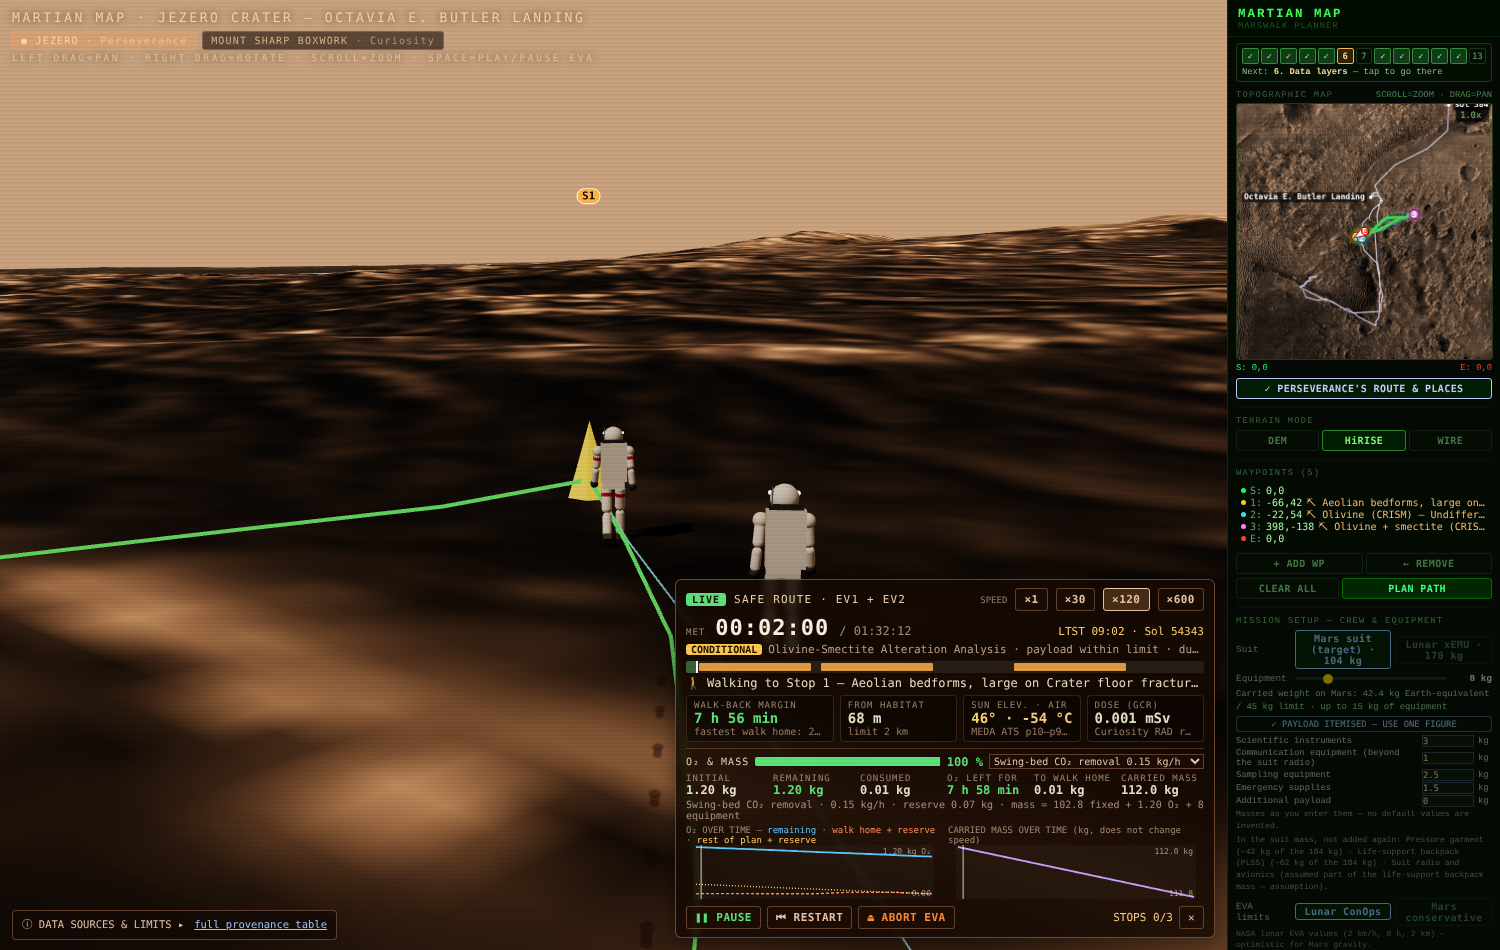 MARTIAN MAP · JEZERO CRATER — OCTAVIA E. BUTLER LANDING
● JEZERO · Perseverance
MOUNT SHARP BOXWORK · Curiosity
LEFT DRAG=PAN · RIGHT DRAG=ROTATE · SCROLL=ZOOM · SPACE=PLAY/PAUSE EVA
S1
LIVE SAFE ROUTE · EV1 + EV2 SPEED ×1 ×30 ×120 ×600
MET 00:02:00 / 01:32:12 LTST 09:02 · Sol 54343
CONDITIONAL Olivine-Smectite Alteration Analysis · payload within limit · du…
Walking to Stop 1 — Aeolian bedforms, large on Crater floor fractur…
WALK-BACK MARGIN
7 h 56 min
fastest walk home: 2…
FROM HABITAT
68 m
limit 2 km
SUN ELEV. · AIR
46° · -54 °C
MEDA ATS p10–p9…
DOSE (GCR)
0.001 mSv
Curiosity RAD r…
O₂ & MASS 100 % Swing-bed CO₂ removal 0.15 kg/h
INITIAL REMAINING CONSUMED O₂ LEFT FOR TO WALK HOME CARRIED MASS
1.20 kg 1.20 kg 0.01 kg 7 h 58 min 0.01 kg 112.0 kg
Swing-bed CO₂ removal · 0.15 kg/h · reserve 0.07 kg · mass = 102.8 fixed + 1.20 O₂ + 8
equipment
O₂ OVER TIME — remaining · walk home + reserve
· rest of plan + reserve
1.20 kg O₂
0.00
CARRIED MASS OVER TIME (kg, does not change
speed)
112.0 kg
111.8
❚❚ PAUSE ⏮ RESTART ⏏ ABORT EVA STOPS 0/3 ✕
ⓘ DATA SOURCES & LIMITS ▸ full provenance table
MARTIAN MAP
MARSWALK PLANNER
✓ ✓ ✓ ✓ ✓ 6 7 ✓ ✓ ✓ ✓ ✓ 13
Next: 6. Data layers — tap to go there
TOPOGRAPHIC MAP SCROLL=ZOOM · DRAG=PAN
Sol 384
1.0x
Octavia E. Butler Landing
S: 0,0 E: 0,0
✓ PERSEVERANCE'S ROUTE & PLACES
TERRAIN MODE
DEM HiRISE WIRE
WAYPOINTS (5)
S: 0,0
1: -66,42 ⛏ Aeolian bedforms, large on…
2: -22,54 ⛏ Olivine (CRISM) — Undiffer…
3: 398,-138 ⛏ Olivine + smectite (CRIS…
E: 0,0
+ ADD WP ← REMOVE
CLEAR ALL PLAN PATH
MISSION SETUP — CREW & EQUIPMENT
Suit
Mars suit (target) · 104 kg
Lunar xEMU · 170 kg
Equipment 8 kg
Carried weight on Mars: 42.4 kg Earth-equivalent
/ 45 kg limit · up to 15 kg of equipment
✓ PAYLOAD ITEMISED — USE ONE FIGURE
Scientific instruments 3 kg
Communication equipment (beyond the suit radio) 1 kg
Sampling equipment 2.5 kg
Emergency supplies 1.5 kg
Additional payload 0 kg
Masses as you enter them — no default values are
invented.
In the suit mass, not added again: Pressure garment
(~42 kg of the 104 kg) · Life-support backpack
(PLSS) (~62 kg of the 104 kg) · Suit radio and
avionics (assumed part of the life-support backpack
mass — assumption).
EVA limits
Lunar ConOps
Mars conservative
NASA lunar EVA values (2 km/h, 8 h, 2 km) —
optimistic for Mars gravity.